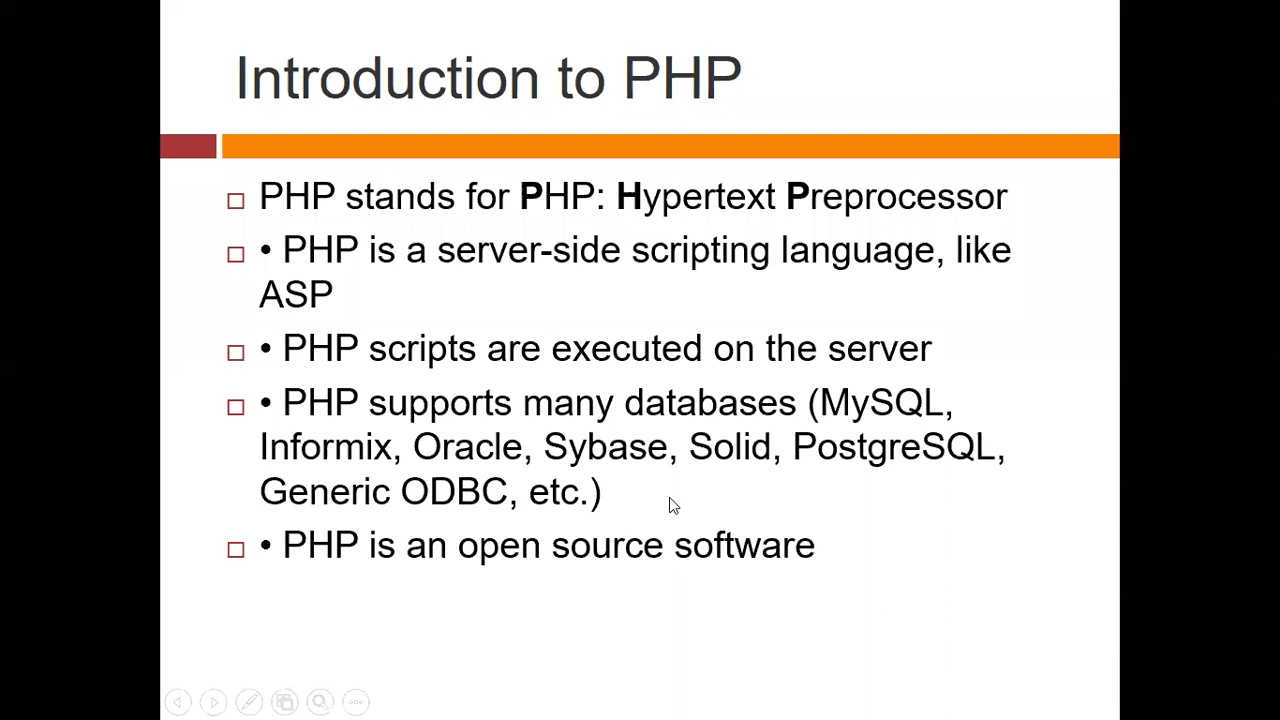 Introduction to PHP
PHP stands for PHP: Hypertext Preprocessor
• PHP is a server-side scripting language, like
ASP
• PHP scripts are executed on the server
• PHP supports many databases (MySQL,
Informix, Oracle, Sybase, Solid, PostgreSQL,
Generic ODBC, etc.)
• PHP is an open source software